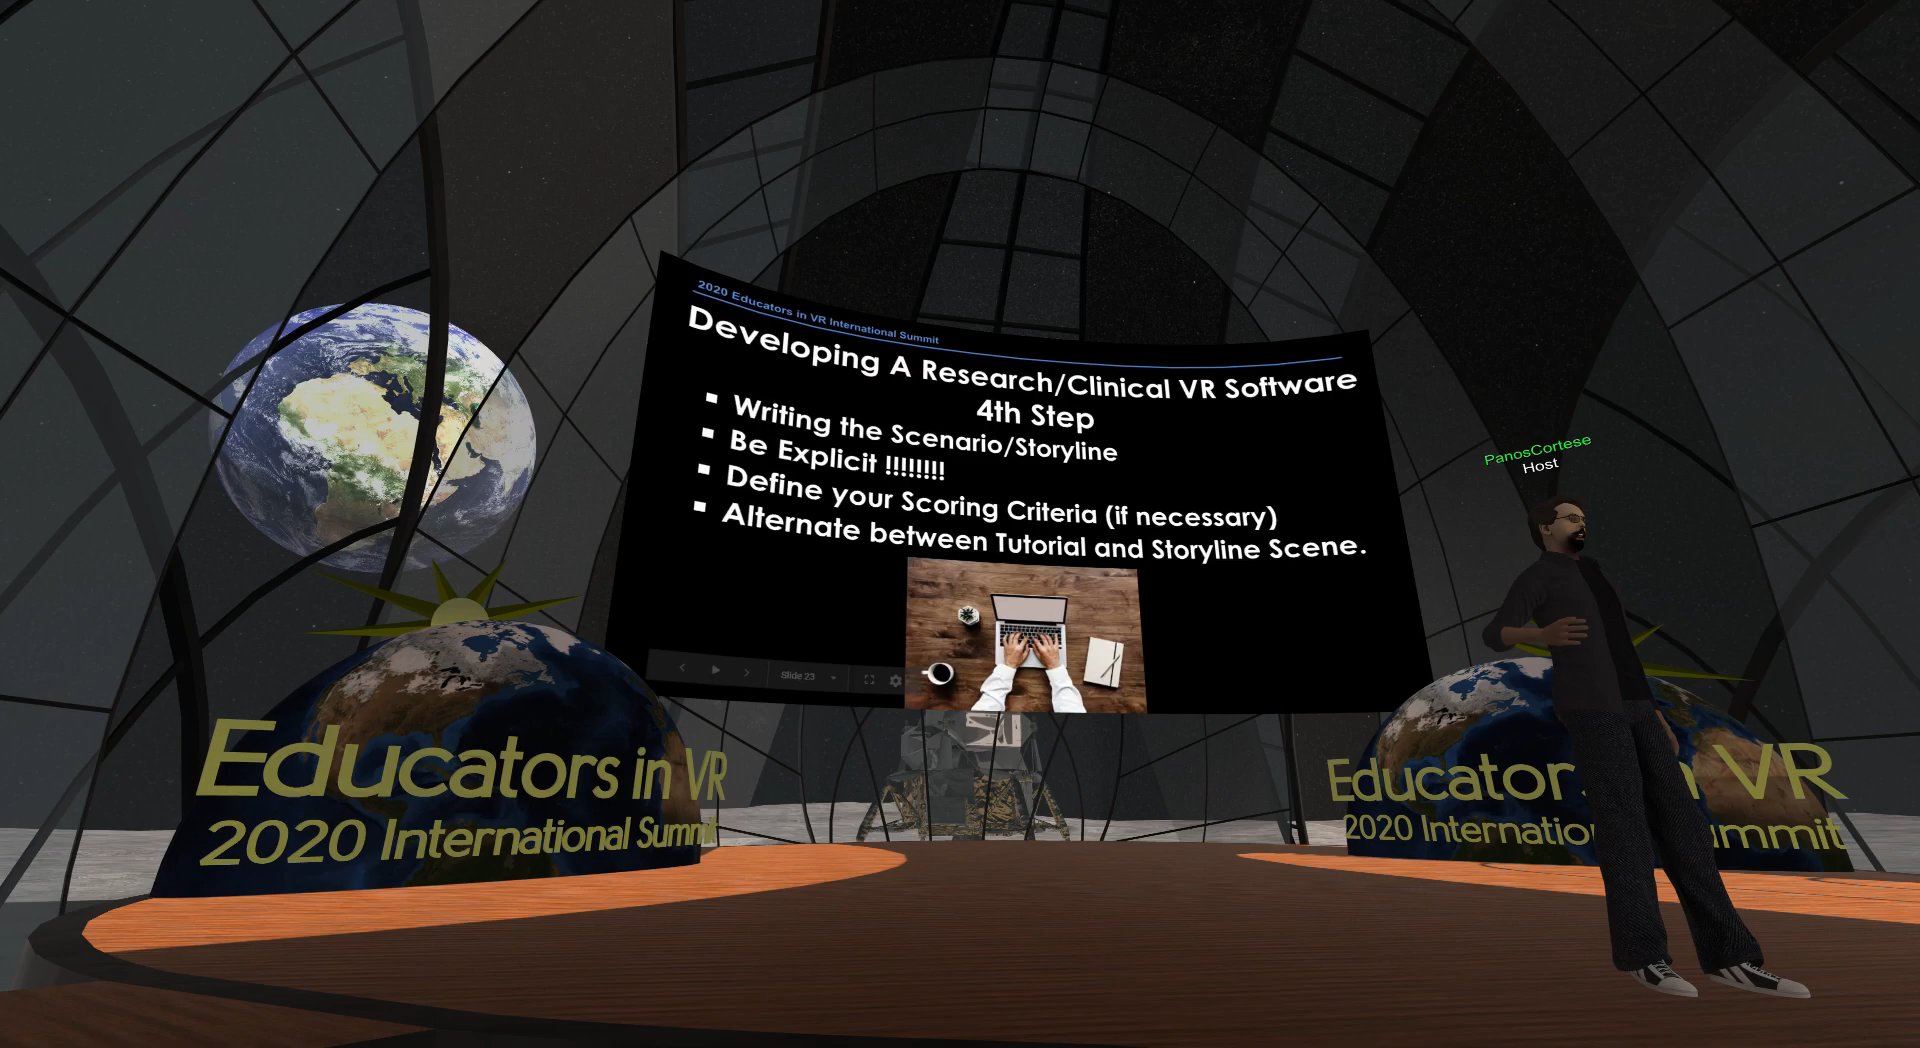 2020 Educators in VR International Summit
Developing A Research/Clinical VR Software
4th Step
▪ Writing the Scenario/Storyline
▪ Be Explicit !!!!!!!!
▪ Define your Scoring Criteria (if necessary)
▪ Alternate between Tutorial and Storyline Scene.
Slide 23
PanosCortese
Host
Educators in VR
2020 International Summit
Educator n VR
2020 Internatio ummit